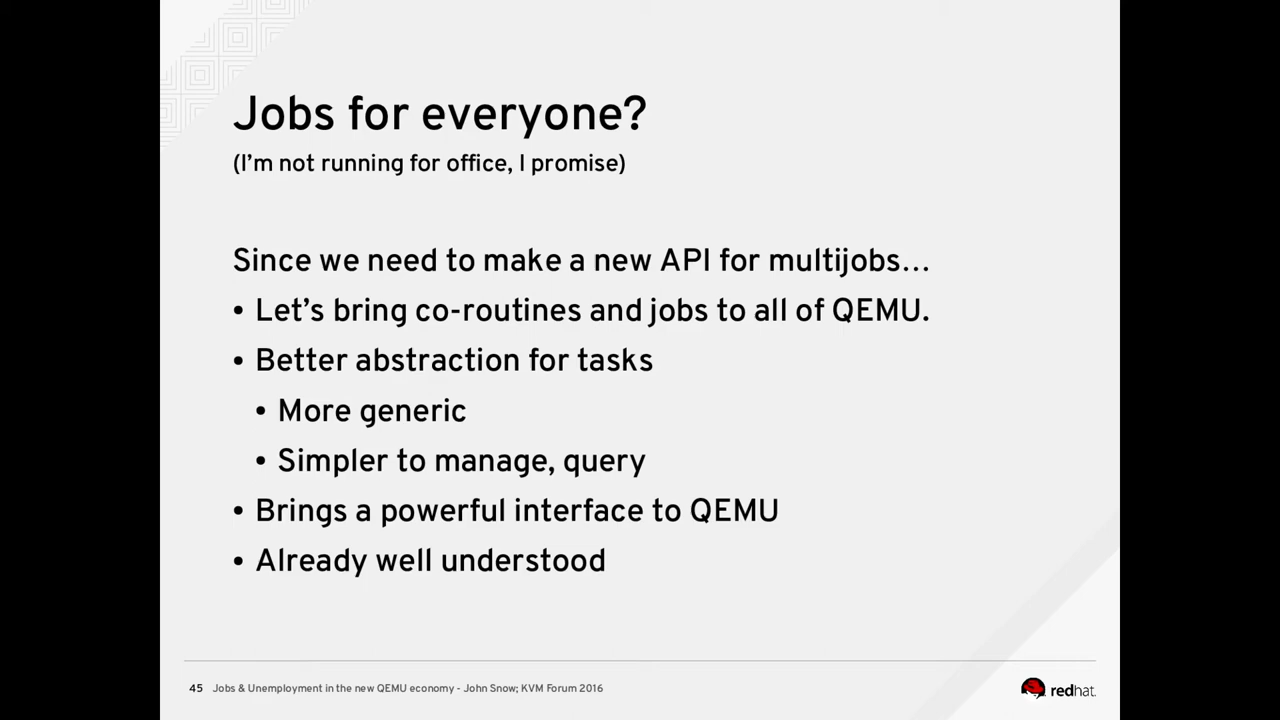 Jobs for everyone?
(I'm not running for office, I promise)
Since we need to make a new API for multijobs…
• Let's bring co-routines and jobs to all of QEMU.
• Better abstraction for tasks
• More generic
• Simpler to manage, query
• Brings a powerful interface to QEMU
• Already well understood
45 Jobs & Unemployment in the new QEMU economy - John Snow; KVM Forum 2016
redhat.